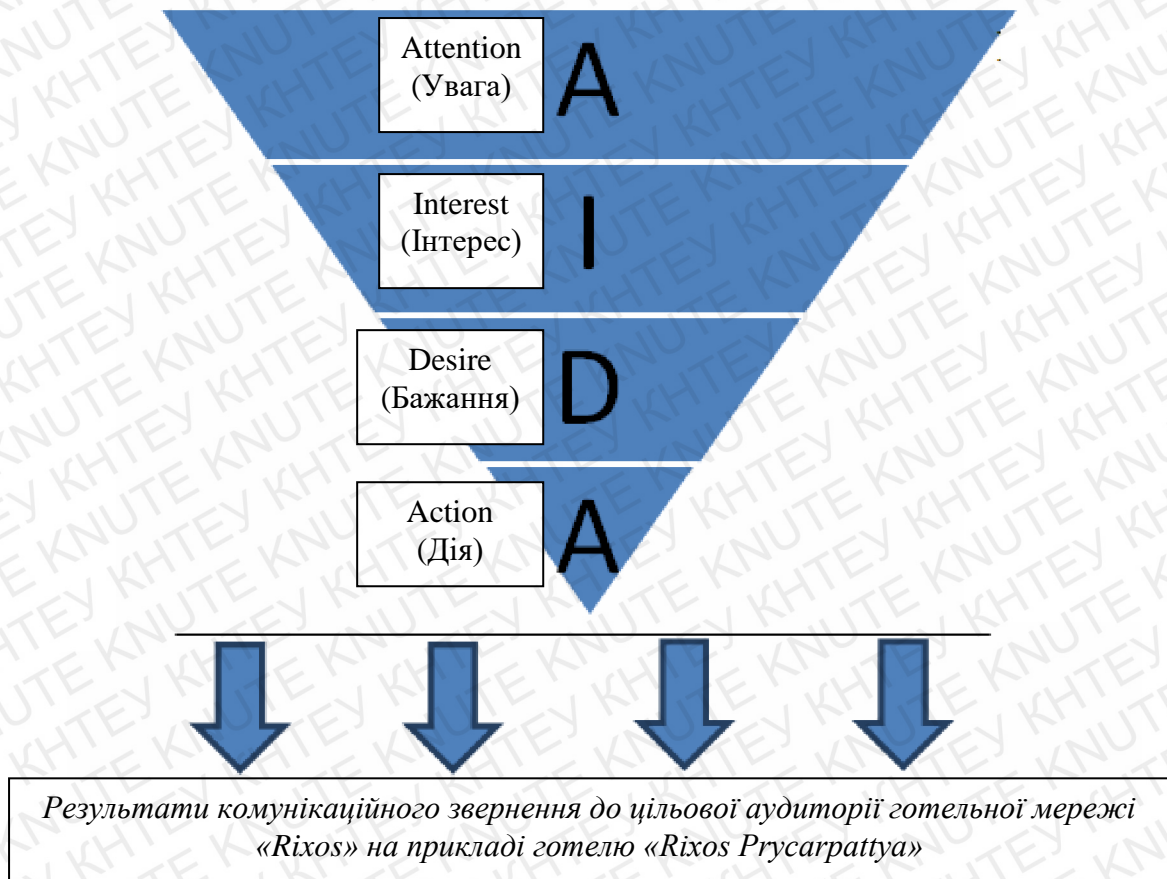 Attention
(Увага)
A
Interest
(Інтерес)
I
Desire
(Бажання)
D
Action
(Дія)
A
Результати комунікаційного звернення до цільової аудиторії готельної мережі
«Rixos» на прикладі готелю «Rixos Prycarpattya»